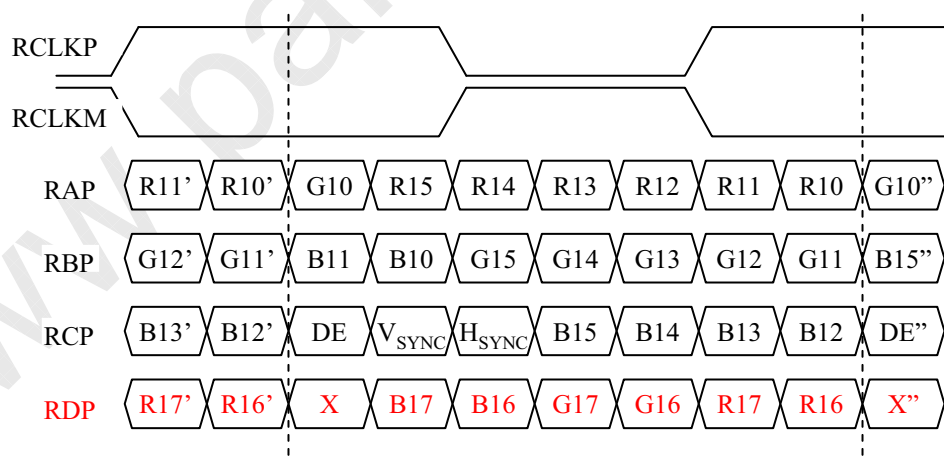 RCLKP
RCLKM
RAP R11’ R10’ G10 R15 R14 R13 R12 R11 R10 G10”
RBP G12’ G11’ B11 B10 G15 G14 G13 G12 G11 B15”
RCP B13’ B12’ DE VSYNC HSYNC B15 B14 B13 B12 DE”
RDP R17’ R16’ X B17 B16 G17 G16 R17 R16 X”